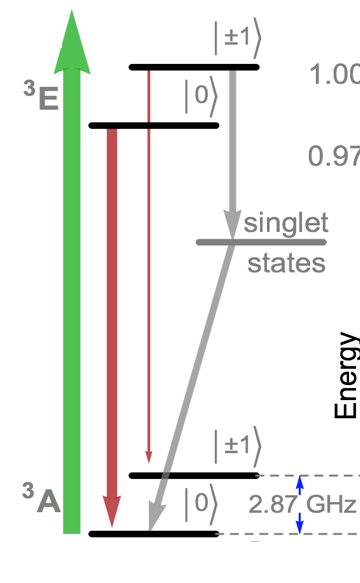 |±1⟩
³E
1.00
|0⟩
0.97
singlet
states
Energy
|±1⟩
³A
|0⟩
2.87 GHz